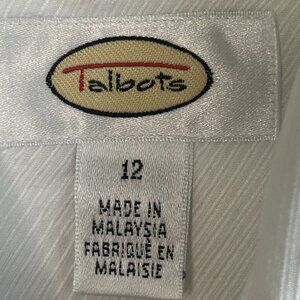 Talbots
12
MADE IN
MALAYSIA
FABRIQUÉ EN
MALAISIE